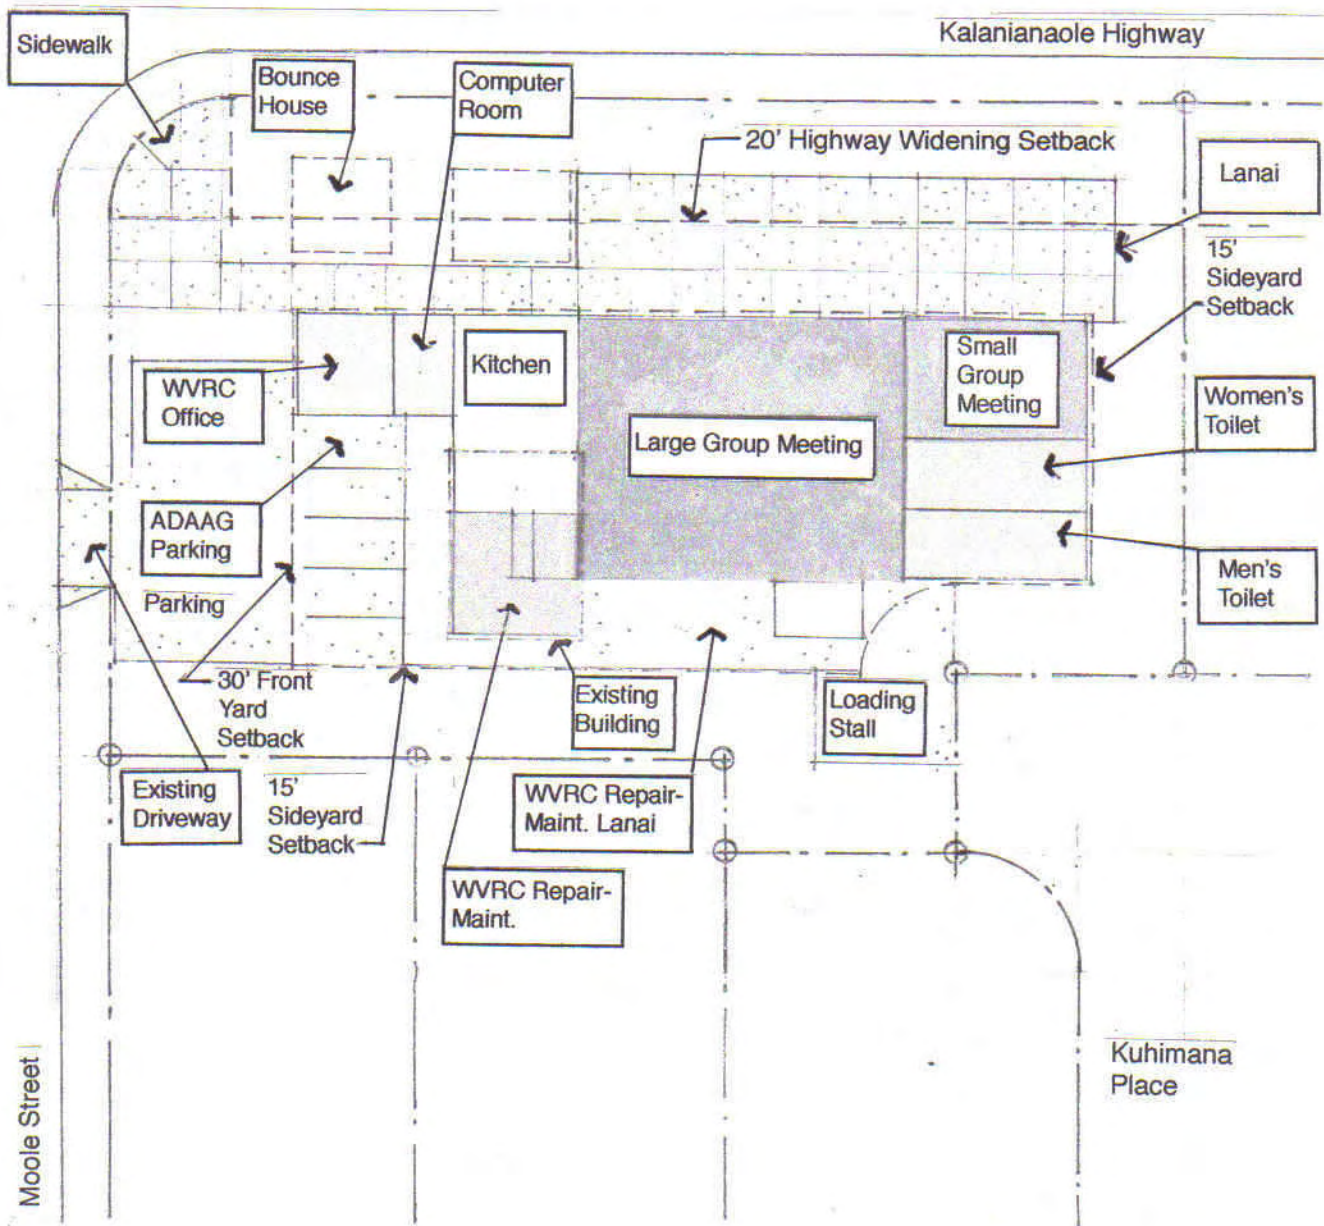 Kalanianaole Highway
Sidewalk
Bounce
House
Computer
Room
20' Highway Widening Setback
Lanai
15'
Sideyard
Setback
WVRC
Office
Kitchen
Small
Group
Meeting
Women's
Toilet
Large Group Meeting
ADAAG
Parking
Parking
Men's
Toilet
30' Front
Yard
Setback
Existing
Building
Loading
Stall
Existing
Driveway
15'
Sideyard
Setback
WVRC Repair-
Maint. Lanai
WVRC Repair-
Maint.
Moole Street
Kuhimana
Place